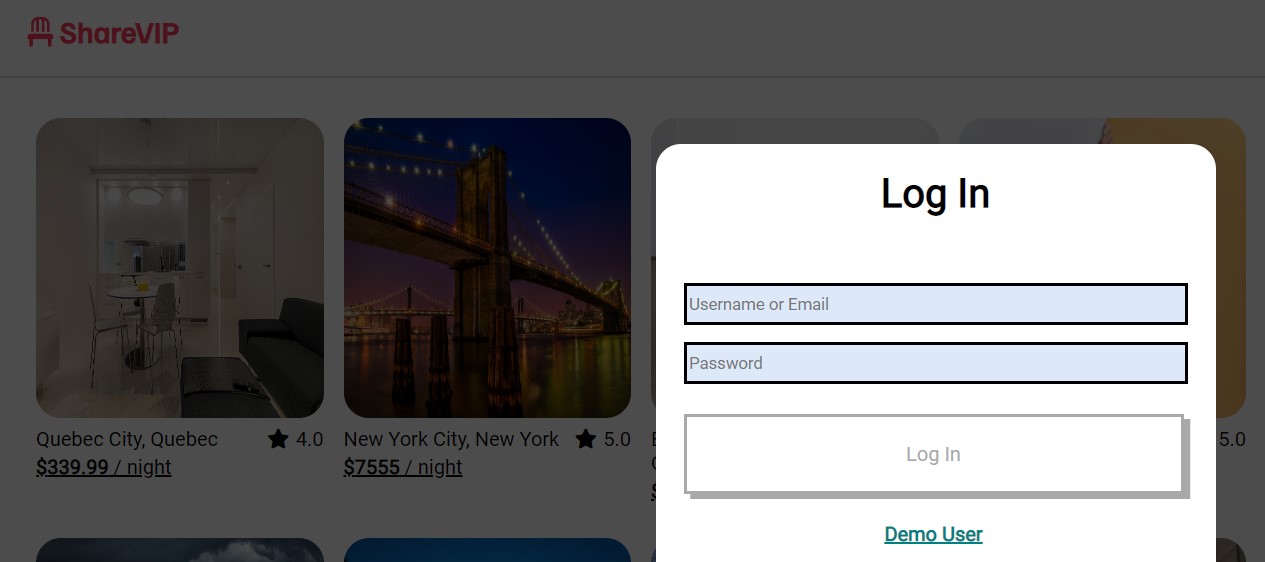 ShareVIP
Log In
Username or Email
Password
Log In
Demo User
Quebec City, Quebec 4.0
$339.99 / night
New York City, New York 5.0
$7555 / night
5.0